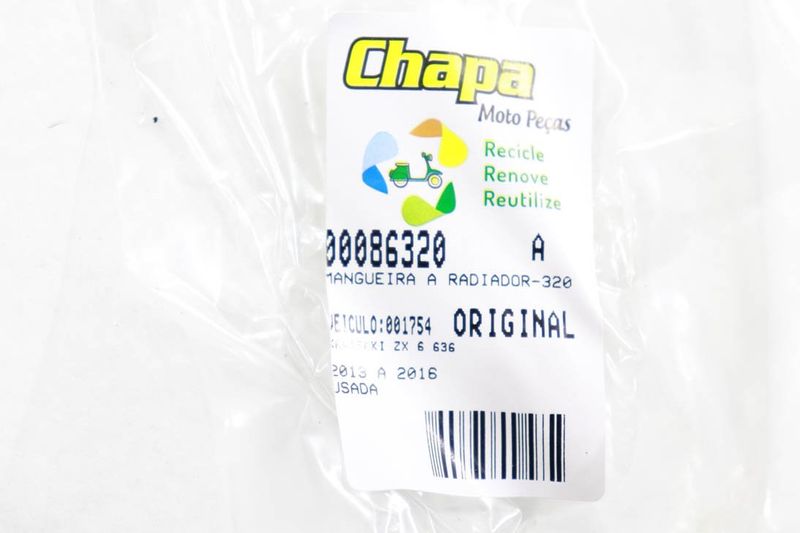 Chapa
Moto Peças
Recicle
Renove
Reutilize
00086320 A
MANGUEIRA A RADIADOR-320
VEICULO:001754 ORIGINAL
KAWASAKI ZX 6 636
2013 A 2016
USADA